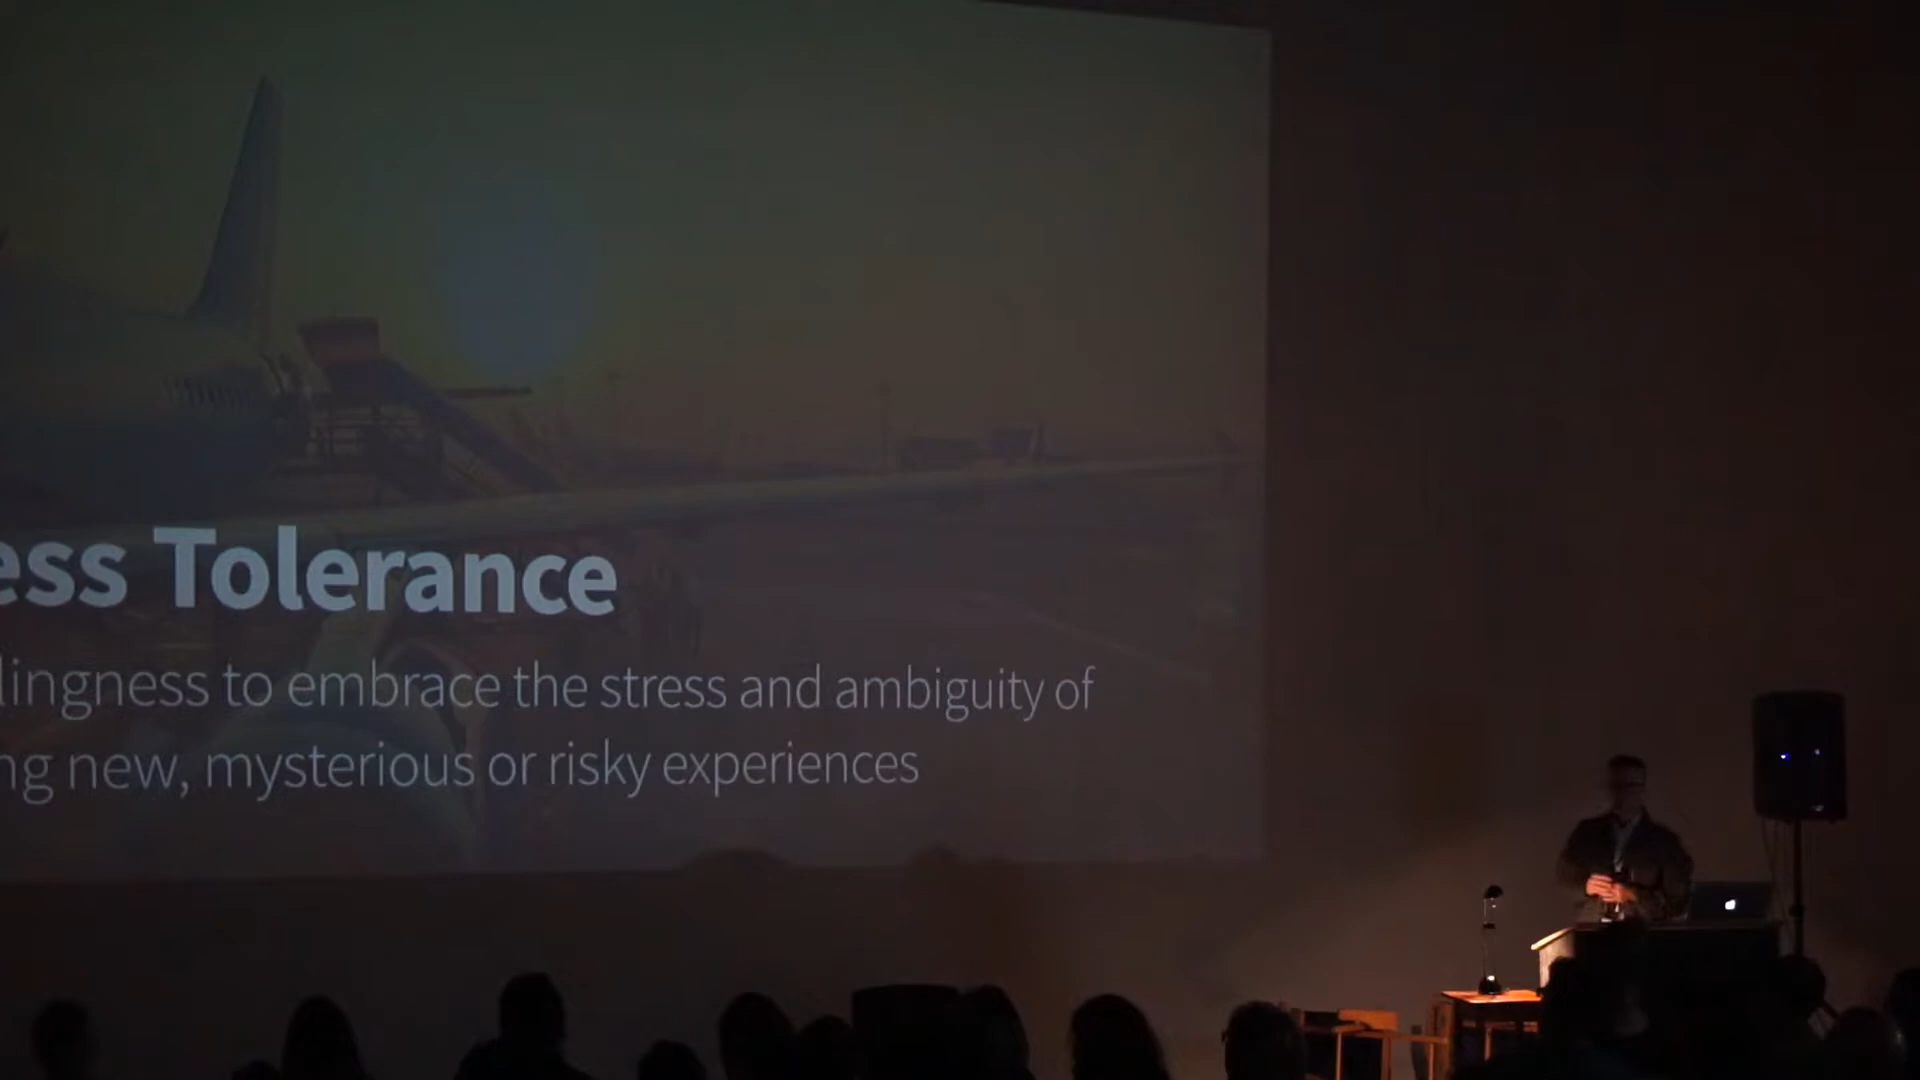 ess Tolerance
lingness to embrace the stress and ambiguity of
ng new, mysterious or risky experiences